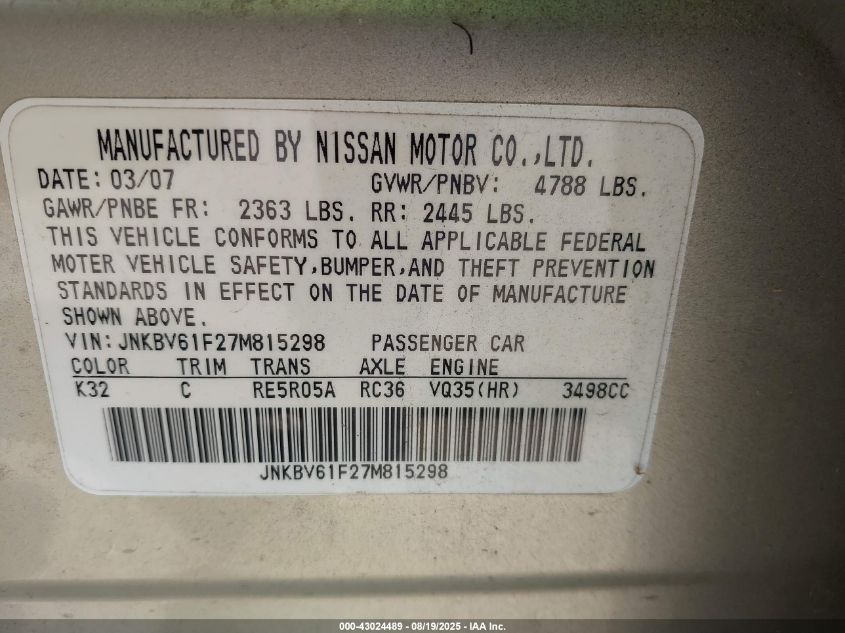 MANUFACTURED BY NISSAN MOTOR CO.,LTD.
DATE: 03/07 GVWR/PNBV: 4788 LBS.
GAWR/PNBE FR: 2363 LBS. RR: 2445 LBS.
THIS VEHICLE CONFORMS TO ALL APPLICABLE FEDERAL
MOTER VEHICLE SAFETY,BUMPER,AND THEFT PREVENTION
STANDARDS IN EFFECT ON THE DATE OF MANUFACTURE
SHOWN ABOVE.
VIN: JNKBV61F27M815298 PASSENGER CAR
COLOR TRIM TRANS AXLE ENGINE
K32 C RE5R05A RC36 VQ35(HR) 3498CC
JNKBV61F27M815298
000-43024489 - 08/19/2025 - IAA Inc.